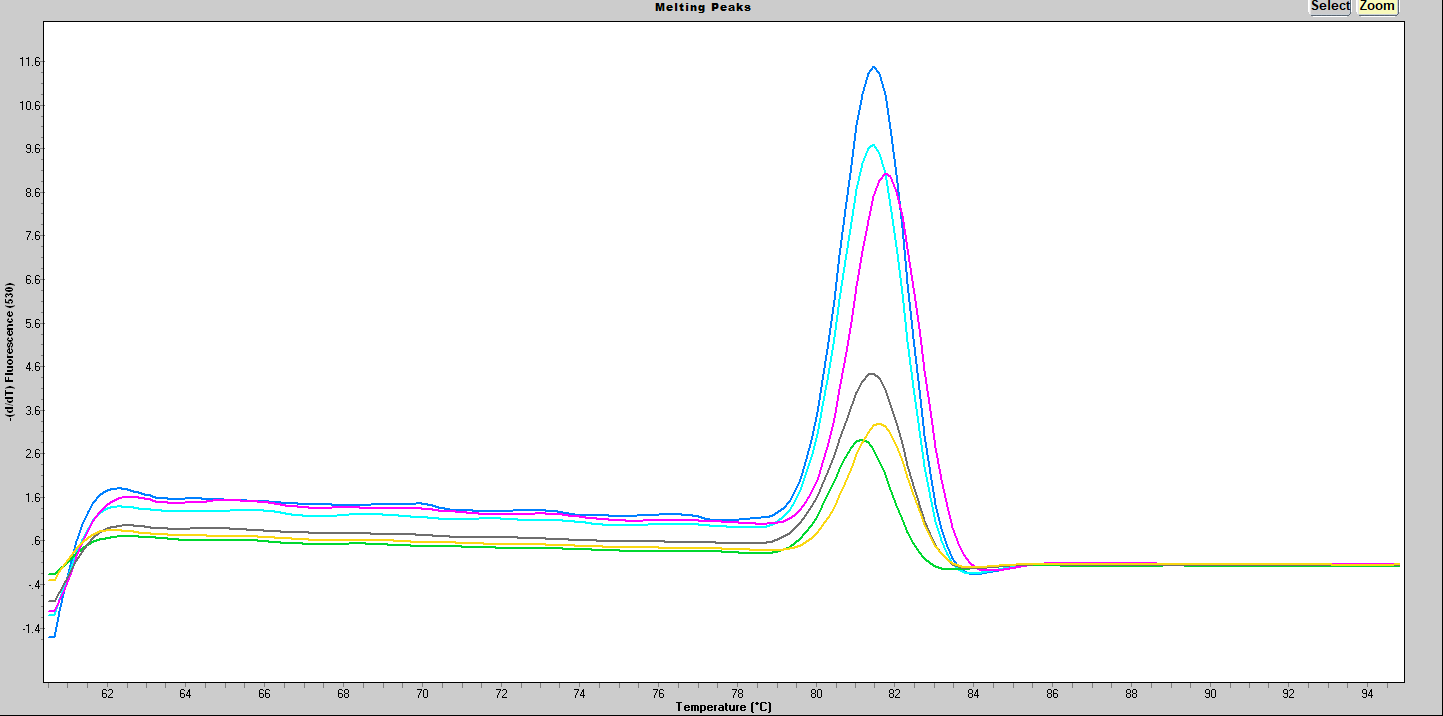 Melting Peaks
Select Zoom
-(d/dT) Fluorescence (530)
11.6
10.6
9.6
8.6
7.6
6.6
5.6
4.6
3.6
2.6
1.6
.6
-.4
-1.4
62 64 66 68 70 72 74 76 78 80 82 84 86 88 90 92 94
Temperature (°C)